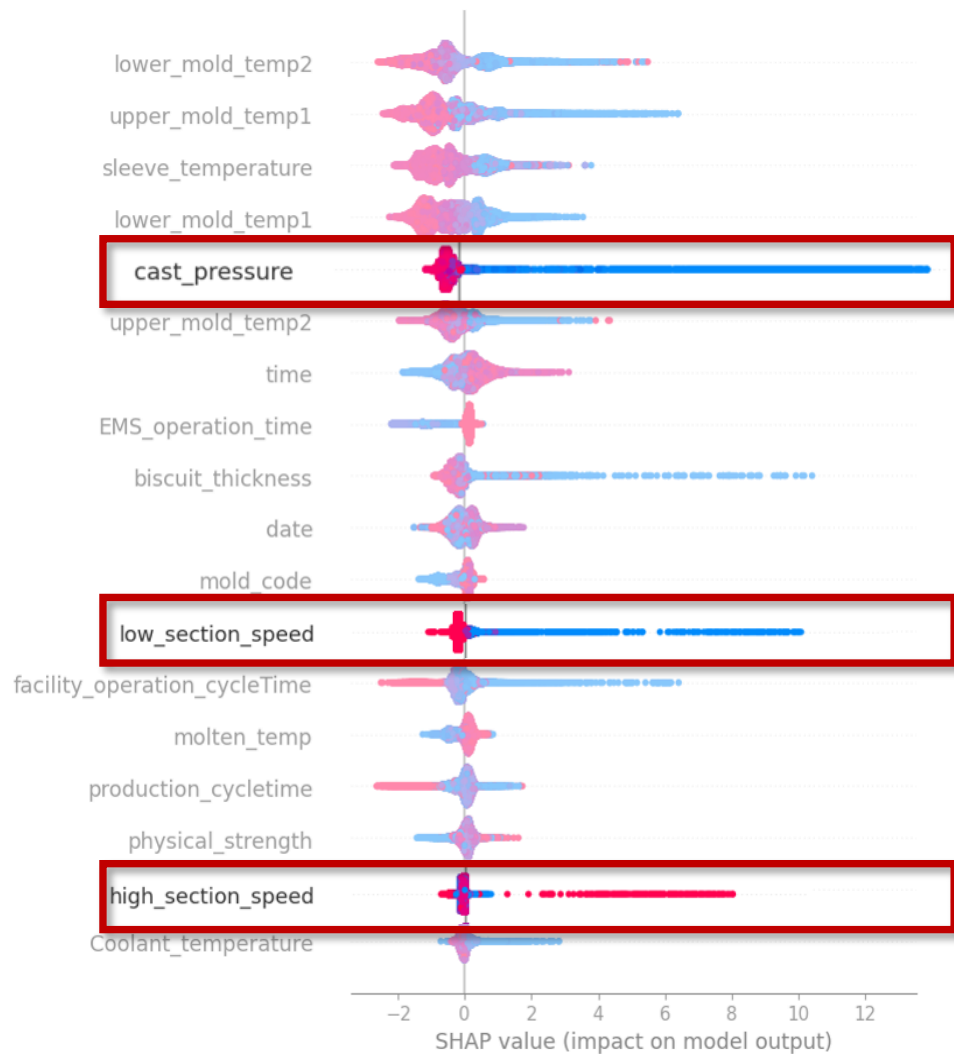 lower_mold_temp2
upper_mold_temp1
sleeve_temperature
lower_mold_temp1
cast_pressure
upper_mold_temp2
time
EMS_operation_time
biscuit_thickness
date
mold_code
low_section_speed
facility_operation_cycleTime
molten_temp
production_cycletime
physical_strength
high_section_speed
Coolant_temperature
−2 0 2 4 6 8 10 12
SHAP value (impact on model output)